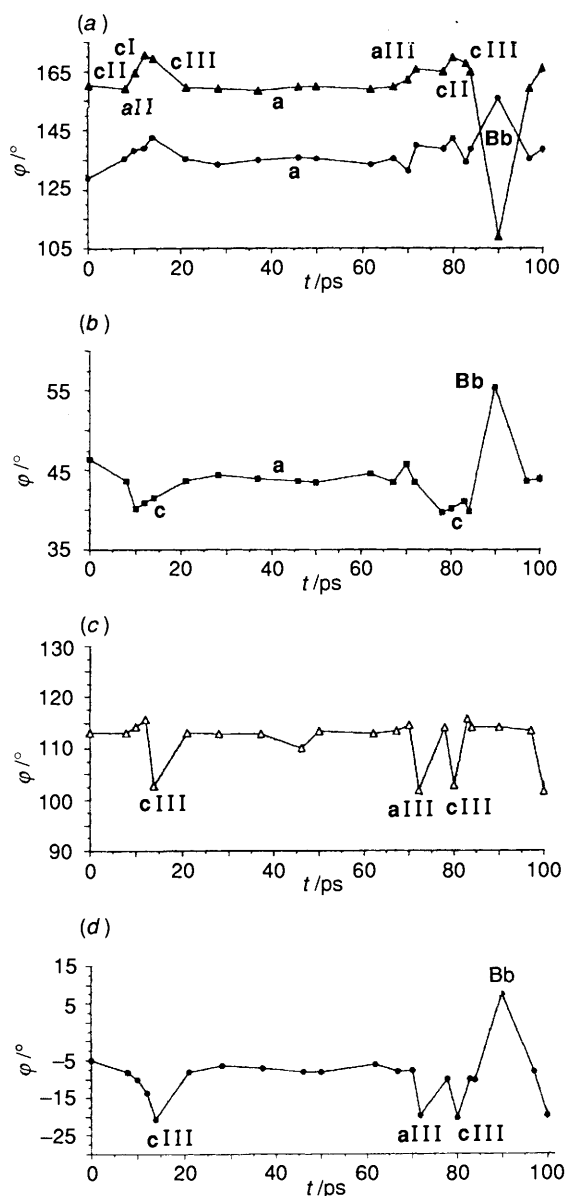 (a)
165
145
125
105
φ/°
cII
cI
aII
cIII
a
a
aIII
cII
cIII
Bb
0 20 40 60 80 100
t/ps
(b)
55
45
35
φ/°
c
a
c
Bb
0 20 40 60 80 100
t/ps
(c)
130
120
110
100
90
φ/°
cIII
aIII
cIII
0 20 40 60 80 100
t/ps
(d)
15
5
−5
−15
−25
φ/°
cIII
aIII
cIII
Bb
0 20 40 60 80 100
t/ps